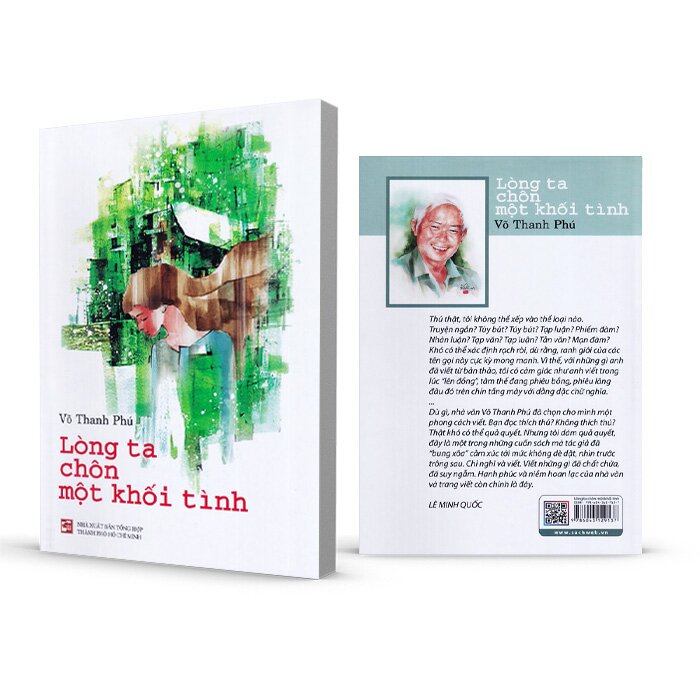 Võ Thanh Phú
Lòng ta
chôn
một khối tình
NHÀ XUẤT BẢN TỔNG HỢP
THÀNH PHỐ HỒ CHÍ MINH
Lòng ta
chôn
một khối tình
Võ Thanh Phú
Thú thật, tôi không thể xếp vào thể loại nào.
Truyện ngắn? Tùy bút? Tùy bút? Tạp luận? Phiếm đàm?
Nhàn luận? Tạp văn? Tạp luận? Tản văn? Mạn đàm?
Khó có thể xác định rạch ròi, dù rằng, ranh giới của các
tên gọi này cực kỳ mong manh. Vì thế, với những gì anh
đã viết từ bản thảo, tôi có cảm giác như anh viết trong
lúc "lên đồng", tâm thế đang phiêu bồng, phiêu lãng
đâu đó trên chín tầng mây với dằng dặc chữ nghĩa.
...
Dù gì, nhà văn Võ Thanh Phú đã chọn cho mình một
phong cách viết. Bạn đọc thích thú? Không thích thú?
Thật khó có thể quả quyết. Nhưng tôi dám quả quyết,
đây là một trong những cuốn sách mà tác giả đã
"bung xõa" cảm xúc tới mức không dè dặt, nhìn trước
trông sau. Chỉ nghĩ và viết. Viết những gì đã chất chứa,
đã suy ngẫm. Hạnh phúc và niềm hoan lạc của nhà văn
và trang viết còn chính là đây.
LÊ MINH QUỐC
www.sachweb.vn